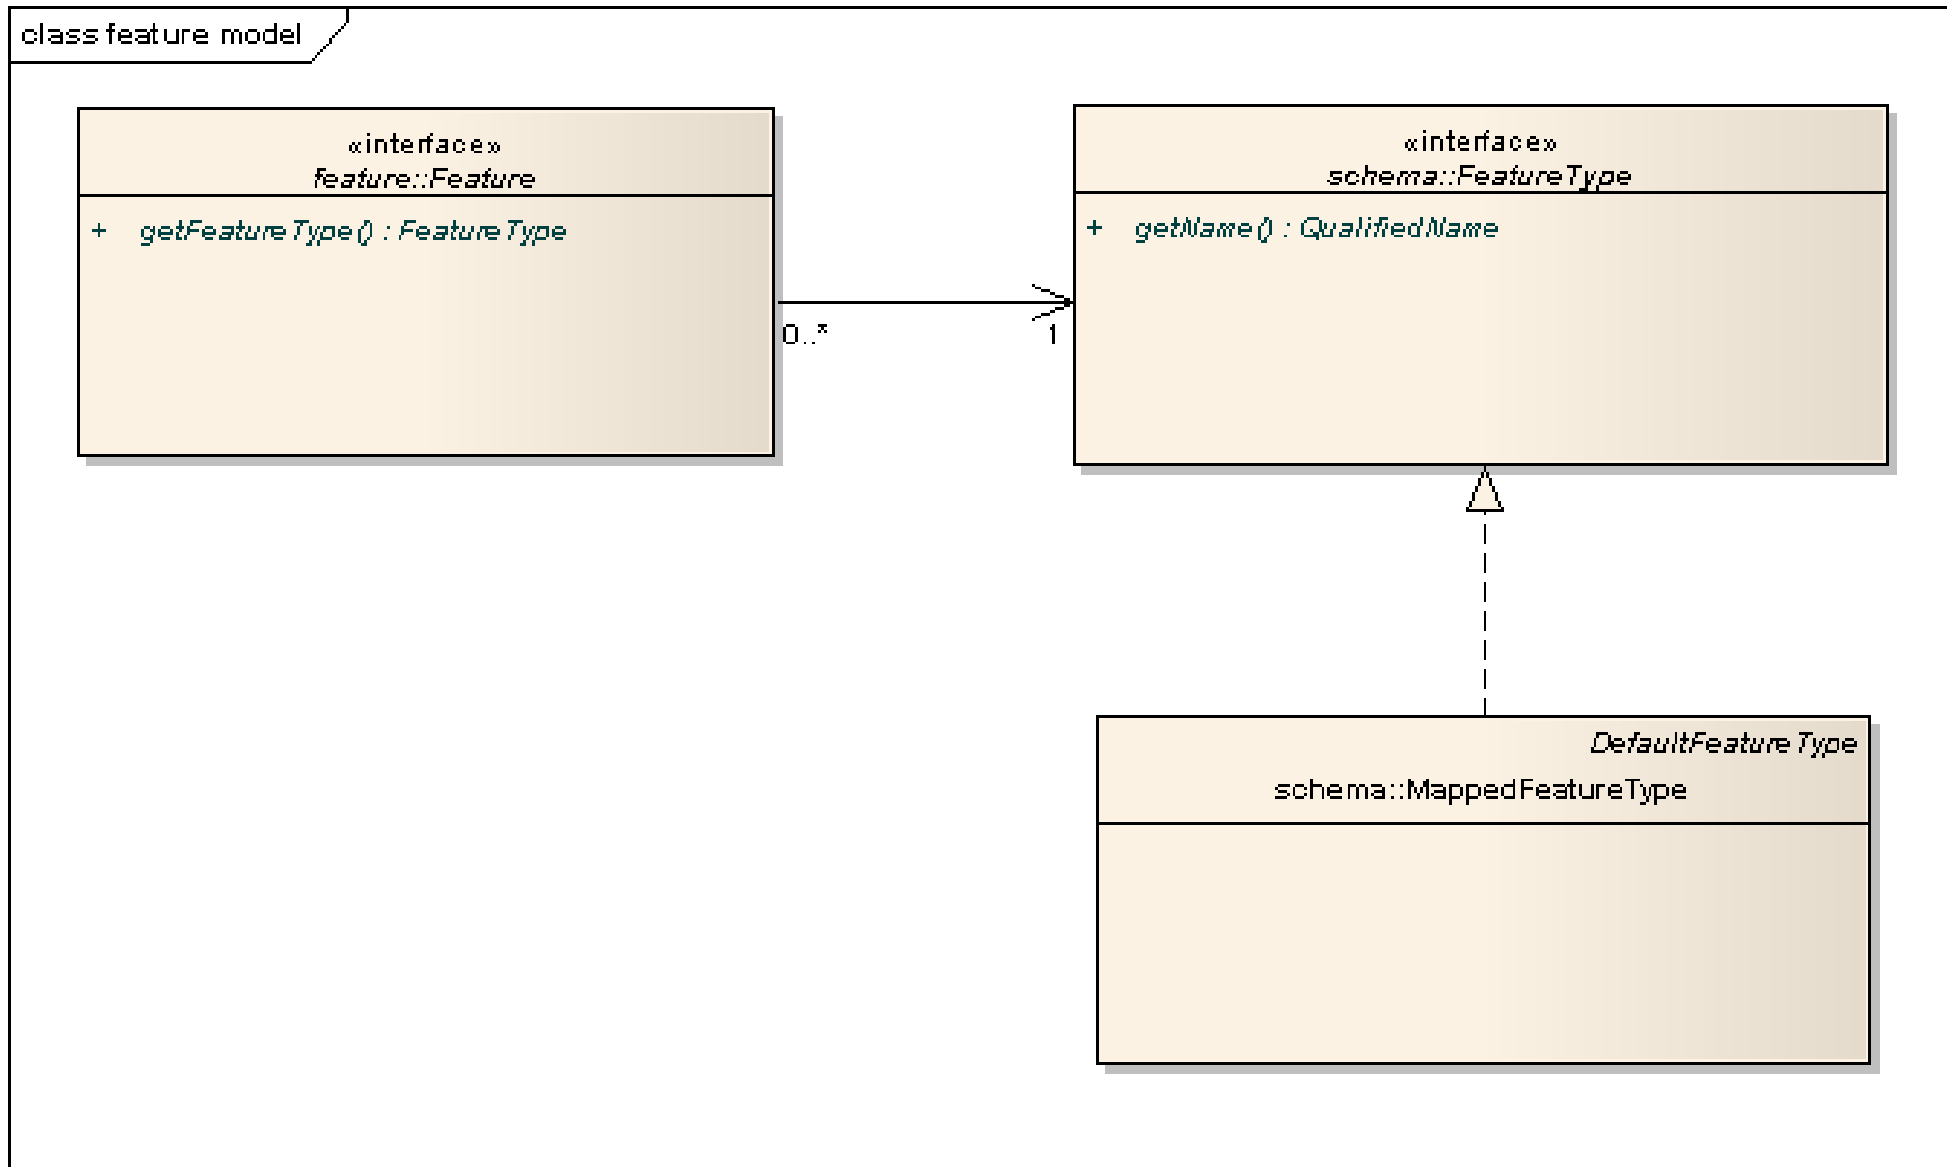 class feature model
«interface»
feature::Feature
+ getFeatureType() : FeatureType
«interface»
schema::FeatureType
+ getName() : QualifiedName
0..*
1
DefaultFeatureType
schema::MappedFeatureType